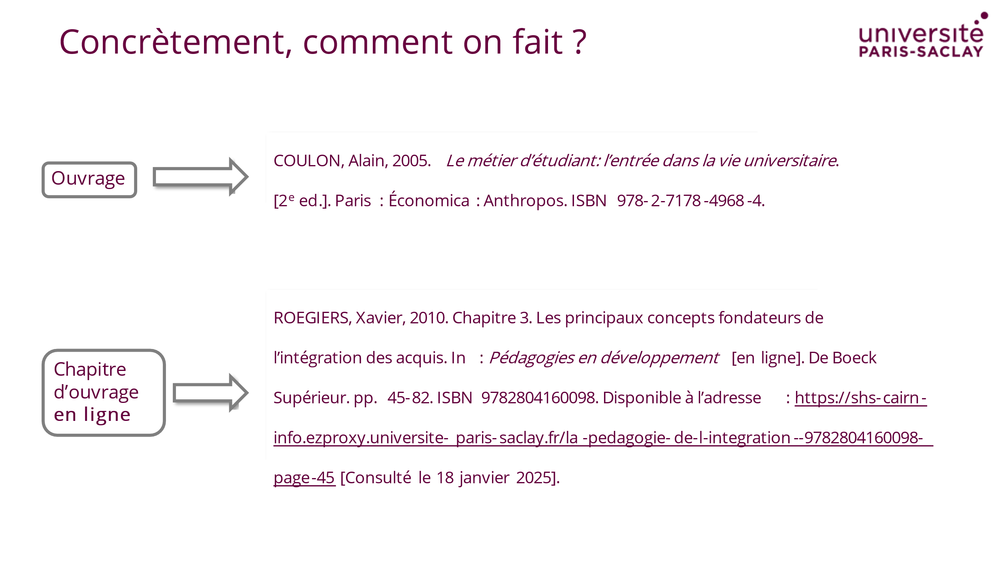 Concrètement, comment on fait ?
université
PARIS-SACLAY
Ouvrage
COULON, Alain, 2005. Le métier d’étudiant: l’entrée dans la vie universitaire.
[2e ed.]. Paris : Économica : Anthropos. ISBN 978-2-7178-4968-4.
Chapitre
d’ouvrage
en ligne
ROEGIERS, Xavier, 2010. Chapitre 3. Les principaux concepts fondateurs de
l’intégration des acquis. In : Pédagogies en développement [en ligne]. De Boeck
Supérieur. pp. 45-82. ISBN 9782804160098. Disponible à l’adresse : https://shs-cairn-
info.ezproxy.universite-paris-saclay.fr/la-pedagogie-de-l-integration--9782804160098-
page-45 [Consulté le 18 janvier 2025].